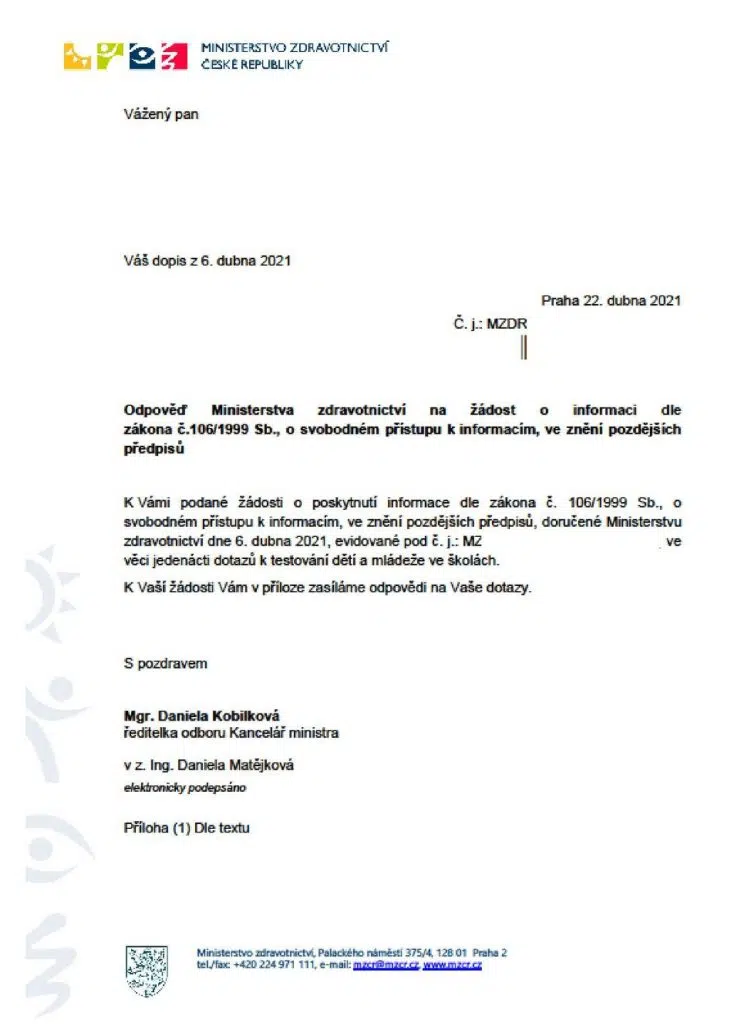 MINISTERSTVO ZDRAVOTNICTVÍ
ČESKÉ REPUBLIKY
Vážený pan
Váš dopis z 6. dubna 2021
Praha 22. dubna 2021
Č. j.: MZDR
Odpověď Ministerstva zdravotnictví na žádost o informaci dle
zákona č.106/1999 Sb., o svobodném přístupu k informacím, ve znění pozdějších
předpisů
K Vámi podané žádosti o poskytnutí informace dle zákona č. 106/1999 Sb., o
svobodném přístupu k informacím, ve znění pozdějších předpisů, doručené Ministerstvu
zdravotnictví dne 6. dubna 2021, evidované pod č. j.: MZ ve
věci jedenácti dotazů k testování dětí a mládeže ve školách.
K Vaší žádosti Vám v příloze zasíláme odpovědi na Vaše dotazy.
S pozdravem
Mgr. Daniela Kobilková
ředitelka odboru Kancelář ministra
v z. Ing. Daniela Matějková
elektronicky podepsáno
Příloha (1) Dle textu
Ministerstvo zdravotnictví, Palackého náměstí 375/4, 128 01 Praha 2
tel./fax: +420 224 971 111, e-mail: mzcr@mzcr.cz, www.mzcr.cz